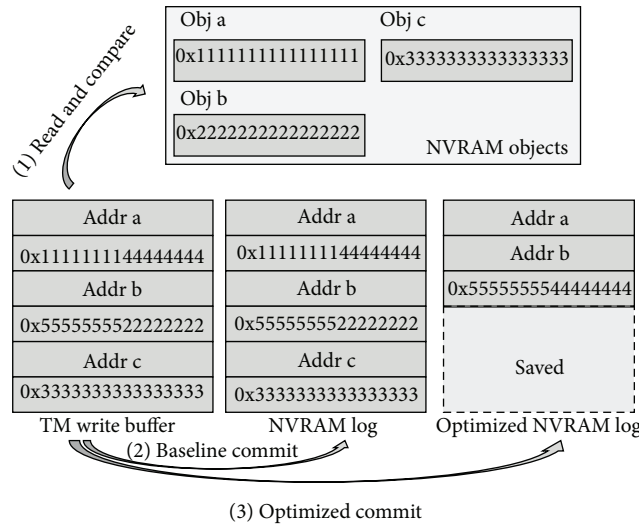 Obj a
Obj c
0x1111111111111111
0x3333333333333333
Obj b
0x2222222222222222
NVRAM objects
(1) Read and compare
Addr a
0x1111111144444444
Addr b
0x5555555522222222
Addr c
0x3333333333333333
TM write buffer
Addr a
0x1111111144444444
Addr b
0x5555555522222222
Addr c
0x3333333333333333
NVRAM log
Addr a
Addr b
0x5555555544444444
Saved
Optimized NVRAM log
(2) Baseline commit
(3) Optimized commit